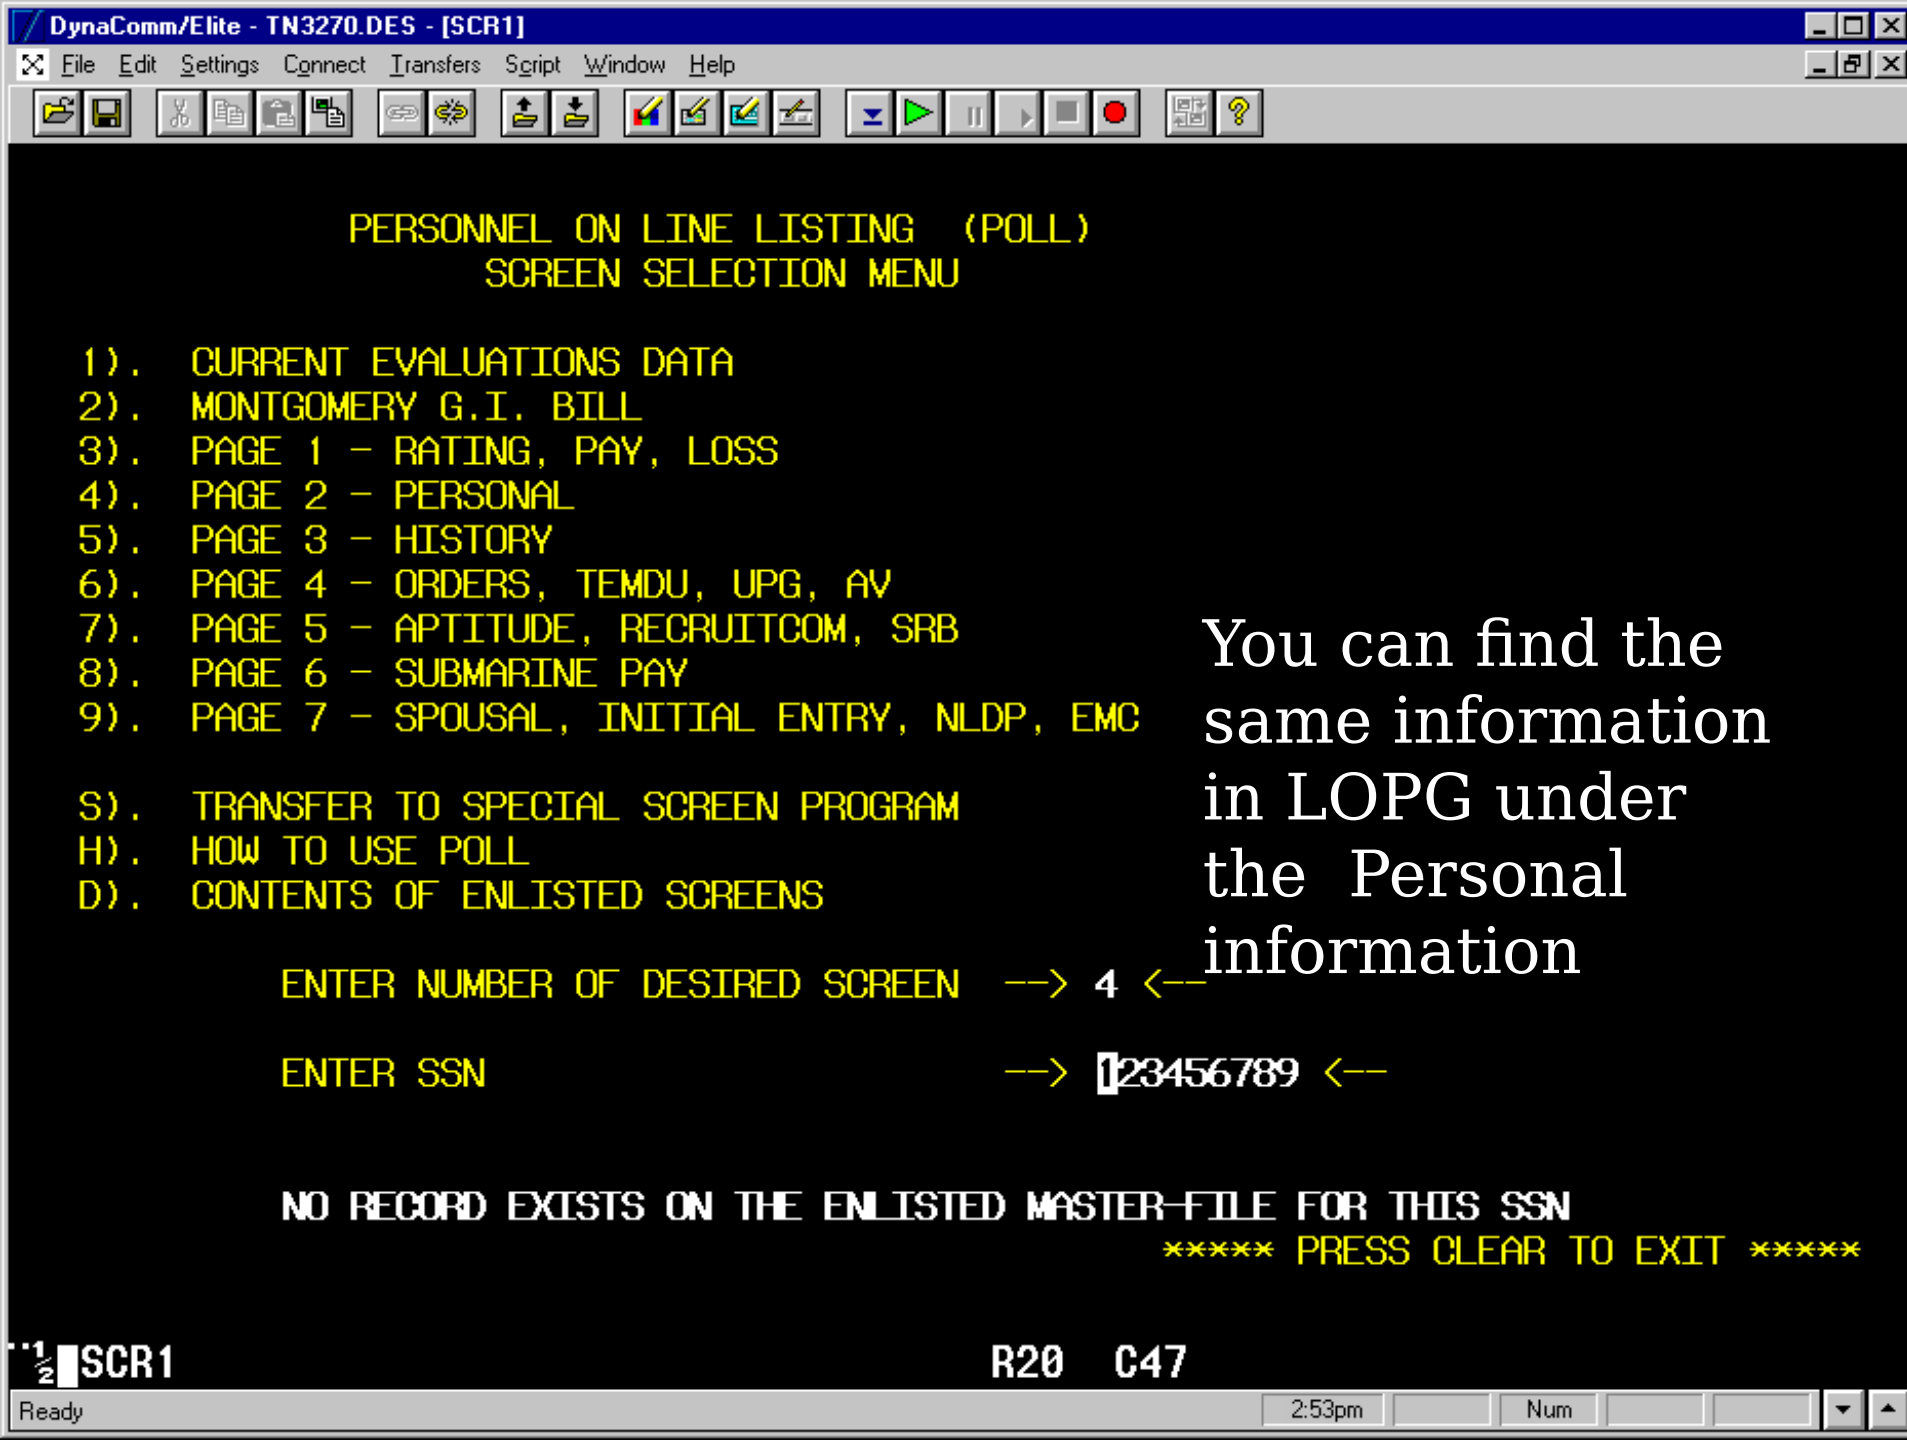 DynaComm/Elite - TN3270.DES - [SCR1]
File Edit Settings Connect Transfers Script Window Help
PERSONNEL ON LINE LISTING (POLL)
SCREEN SELECTION MENU
1). CURRENT EVALUATIONS DATA
2). MONTGOMERY G.I. BILL
3). PAGE 1 - RATING, PAY, LOSS
4). PAGE 2 - PERSONAL
5). PAGE 3 - HISTORY
6). PAGE 4 - ORDERS, TEMDU, UPG, AV
7). PAGE 5 - APTITUDE, RECRUITCOM, SRB
8). PAGE 6 - SUBMARINE PAY
9). PAGE 7 - SPOUSAL, INITIAL ENTRY, NLDP, EMC
S). TRANSFER TO SPECIAL SCREEN PROGRAM
H). HOW TO USE POLL
D). CONTENTS OF ENLISTED SCREENS
You can find the
same information
in LOPG under
the Personal
information
ENTER NUMBER OF DESIRED SCREEN --> 4 <--
ENTER SSN --> 123456789 <--
NO RECORD EXISTS ON THE ENLISTED MASTER-FILE FOR THIS SSN
***** PRESS CLEAR TO EXIT *****
½ SCR1 R20 C47
Ready 2:53pm Num